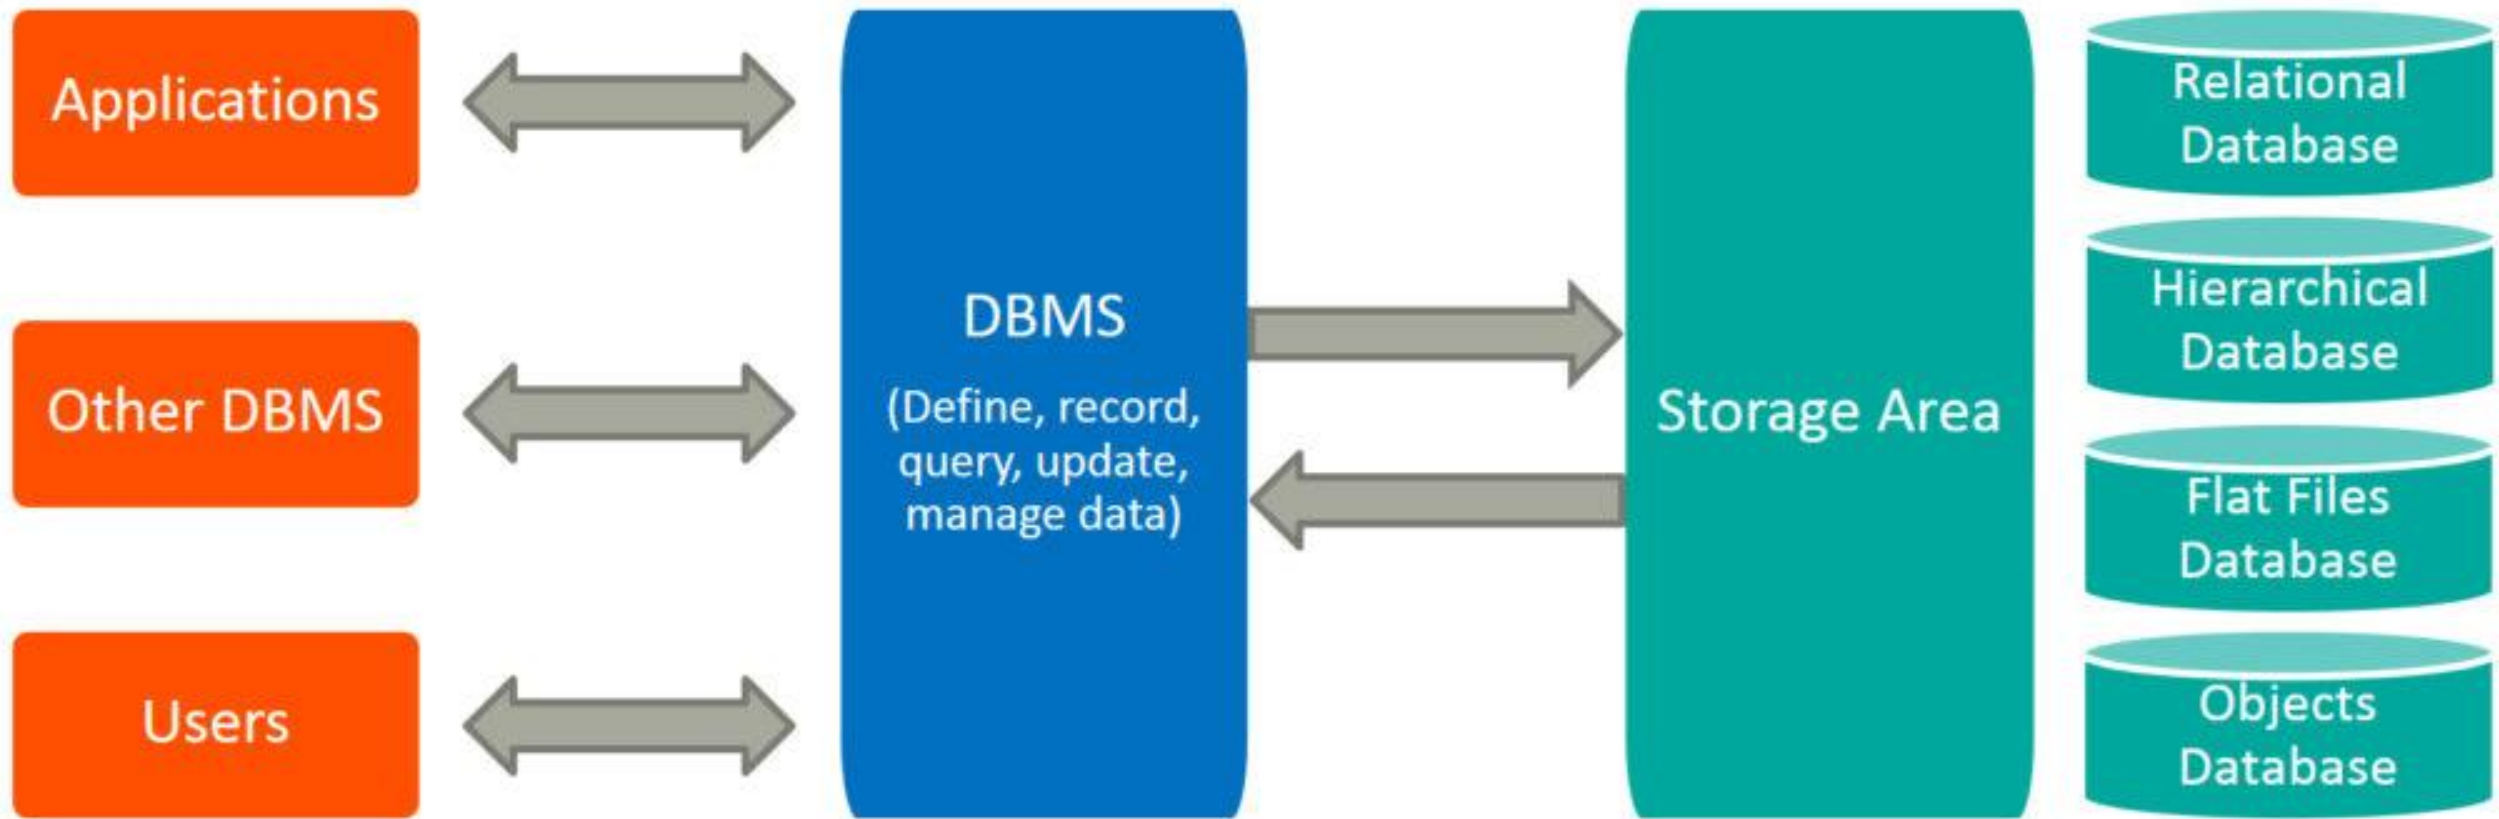 Applications
Other DBMS
Users
DBMS
(Define, record,
query, update,
manage data)
Storage Area
Relational
Database
Hierarchical
Database
Flat Files
Database
Objects
Database